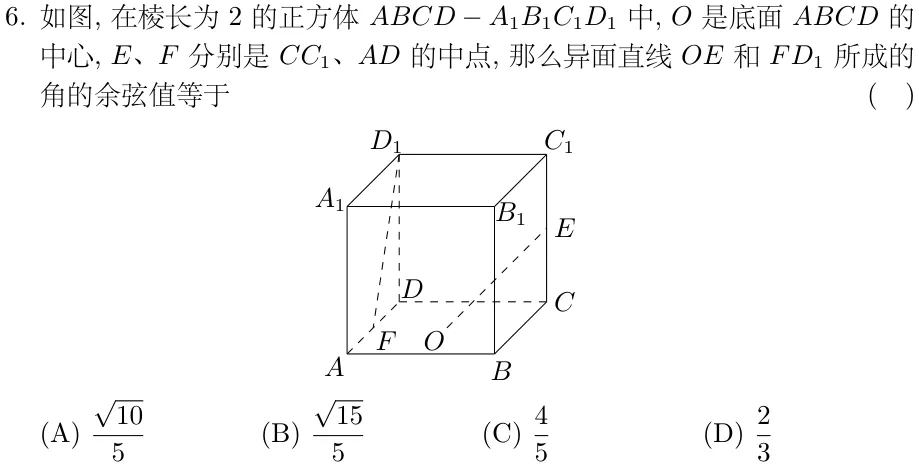 6. 如图, 在棱长为 2 的正方体 ABCD − A₁B₁C₁D₁ 中, O 是底面 ABCD 的
中心, E、F 分别是 CC₁、AD 的中点, 那么异面直线 OE 和 FD₁ 所成的
角的余弦值等于 ( )
D₁ C₁
A₁ B₁
E
D C
F O
A B
(A) √10/5 (B) √15/5 (C) 4/5 (D) 2/3